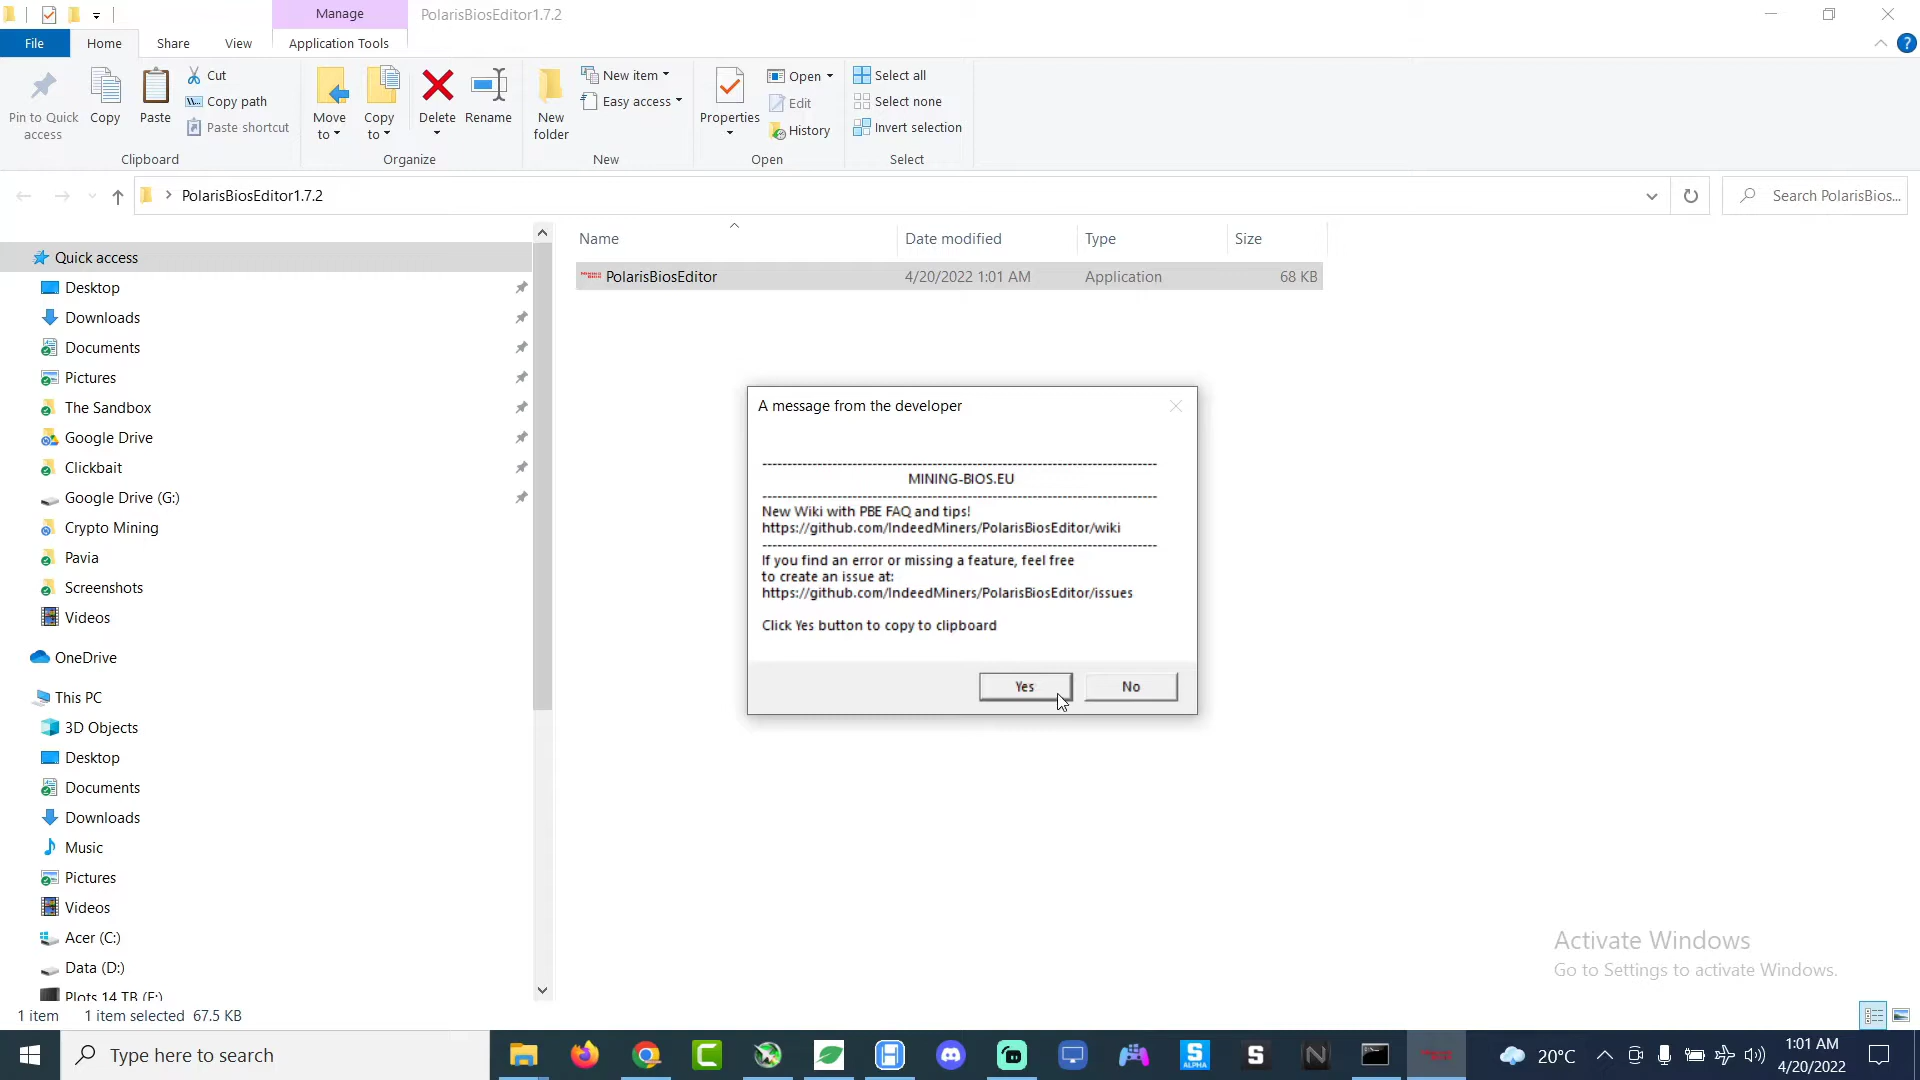 Manage
PolarisBiosEditor1.7.2
File
Home
Share
View
Application Tools
Pin to Quick access
Copy
Paste
Cut
Copy path
Paste shortcut
Clipboard
Move to
Copy to
Delete
Rename
Organize
New folder
New item
Easy access
New
Properties
Open
Edit
History
Open
Select all
Select none
Invert selection
Select
PolarisBiosEditor1.7.2
Search PolarisBios...
Name
Date modified
Type
Size
PolarisBiosEditor
4/20/2022 1:01 AM
Application
68 KB
Quick access
Desktop
Downloads
Documents
Pictures
The Sandbox
Google Drive
Clickbait
Google Drive (G:)
Crypto Mining
Pavia
Screenshots
Videos
OneDrive
This PC
3D Objects
Desktop
Documents
Downloads
Music
Pictures
Videos
Acer (C:)
Data (D:)
Plots 14 TB (F:)
A message from the developer
MINING-BIOS.EU
New Wiki with PBE FAQ and tips!
https://github.com/IndeedMiners/PolarisBiosEditor/wiki
If you find an error or missing a feature, feel free
to create an issue at:
https://github.com/IndeedMiners/PolarisBiosEditor/issues
Click Yes button to copy to clipboard
Yes
No
Activate Windows
Go to Settings to activate Windows.
1 item
1 item selected 67.5 KB
Type here to search
20°C
1:01 AM
4/20/2022